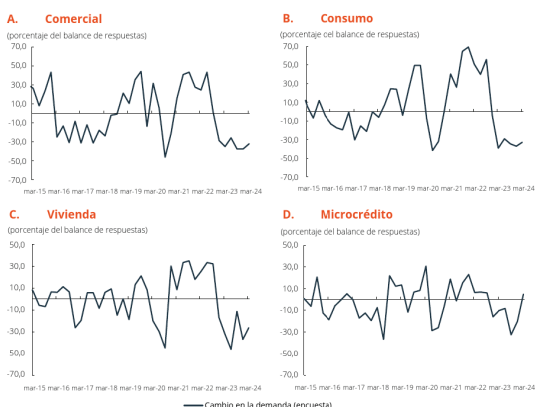 A. Comercial
(porcentaje del balance de respuestas)
70,0
50,0
30,0
10,0
-10,0
-30,0
-50,0
-70,0
mar-15 mar-16 mar-17 mar-18 mar-19 mar-20 mar-21 mar-22 mar-23 mar-24
B. Consumo
(porcentaje cel balance de respuestas)
70,0
50,0
30,0
10,0
-10,0
-30,0
-50,0
-70,0
mar-15 mar-16 mar-17 mar-18 mar-19 mar-20 mar-21 mar-22 mar-23 mar-24
C. Vivienda
(porcentaje del balance de respuestas)
50,0
30,0
10,0
-10,0
-30,0
50,0
-70,0
mar-15 mar-16 mar-17 mar-18 mar-19 mar-20 mar-21 mar-22 mar-23 mar-24
D. Microcrédito
(porcentaje del balance de respuestas)
50,0
30,0
10,0
-10,0
-30,0
-50,0
-70,0
mar-15 mar-16 mar-17 mar-18 mar-19 mar-20 mar-21 mar-22 mar-23 mar-24
Cambio en la demanda (encuesta)